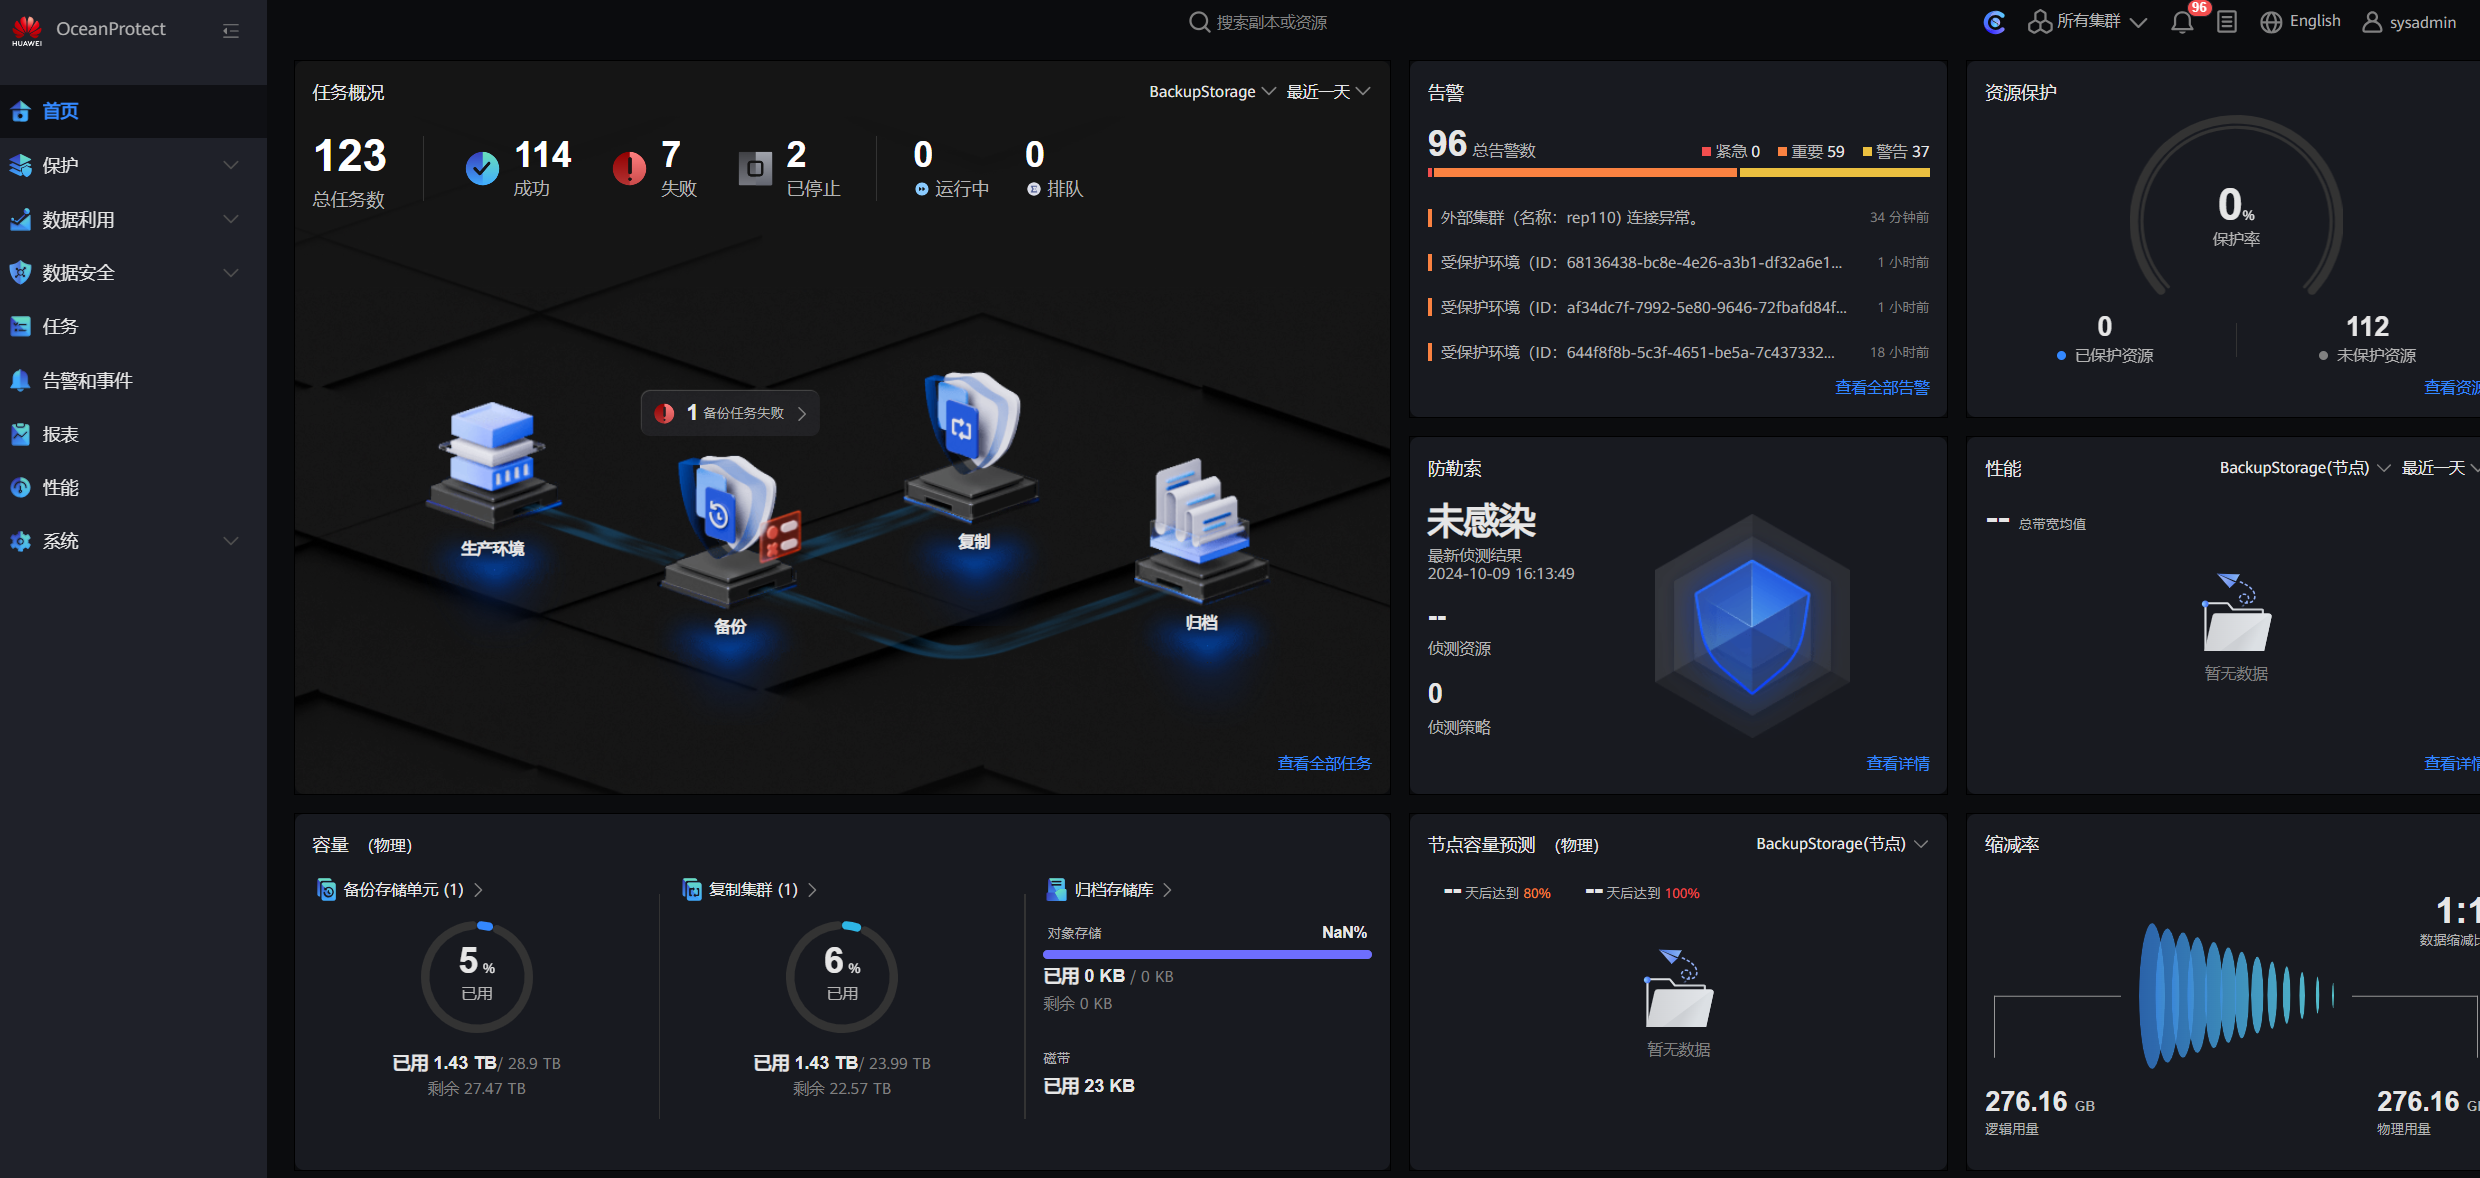 HUAWEI
OceanProtect
搜索副本或资源
所有集群
96
English
sysadmin
首页
保护
数据利用
数据安全
任务
告警和事件
报表
性能
系统
任务概况
BackupStorage 最近一天
123
总任务数
114
成功
7
失败
2
已停止
0
运行中
0
排队
1 备份任务失败
生产环境
备份
复制
归档
查看全部任务
告警
96 总告警数
紧急 0 重要 59 警告 37
外部集群（名称：rep110) 连接异常。 34 分钟前
受保护环境（ID：68136438-bc8e-4e26-a3b1-df32a6e1... 1 小时前
受保护环境（ID：af34dc7f-7992-5e80-9646-72fbafd84f... 1 小时前
受保护环境（ID：644f8f8b-5c3f-4651-be5a-7c437332... 18 小时前
查看全部告警
资源保护
0%
保护率
0
已保护资源
112
未保护资源
查看资源
防勒索
未感染
最新侦测结果
2024-10-09 16:13:49
--
侦测资源
0
侦测策略
查看详情
性能
BackupStorage(节点) 最近一天
-- 总带宽均值
暂无数据
查看详情
容量 (物理)
备份存储单元 (1)
5%
已用
已用 1.43 TB/ 28.9 TB
剩余 27.47 TB
复制集群 (1)
6%
已用
已用 1.43 TB/ 23.99 TB
剩余 22.57 TB
归档存储库
对象存储 NaN%
已用 0 KB / 0 KB
剩余 0 KB
磁带
已用 23 KB
节点容量预测 (物理)
BackupStorage(节点)
-- 天后达到 80% -- 天后达到 100%
暂无数据
缩减率
1:1
数据缩减比
276.16 GB
逻辑用量
276.16 GB
物理用量